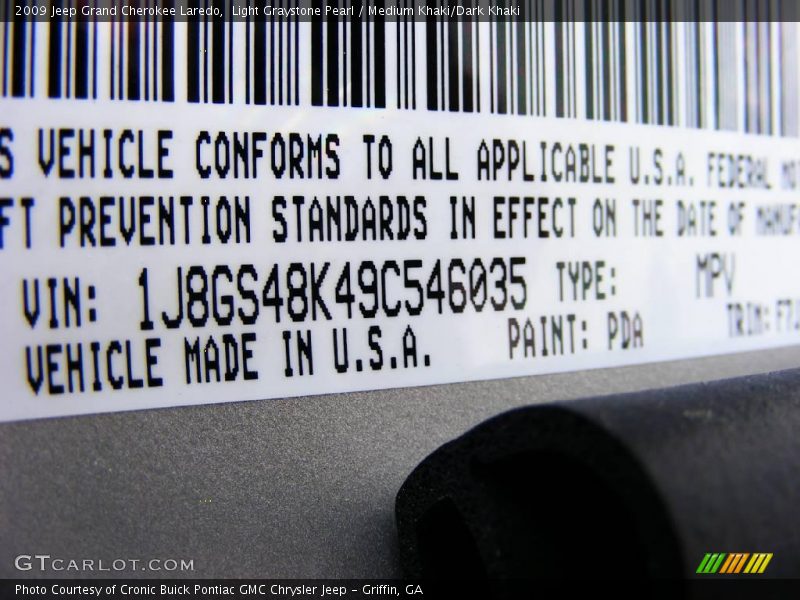 2009 Jeep Grand Cherokee Laredo, Light Graystone Pearl / Medium Khaki/Dark Khaki
S VEHICLE CONFORMS TO ALL APPLICABLE U.S.A. FEDERAL MO
FT PREVENTION STANDARDS IN EFFECT ON THE DATE OF MANUF
VIN: 1J8GS48K49C546035 TYPE: MPV
VEHICLE MADE IN U.S.A. PAINT: PDA TRIM: F7J
GTCARLOT.COM
Photo Courtesy of Cronic Buick Pontiac GMC Chrysler Jeep - Griffin, GA